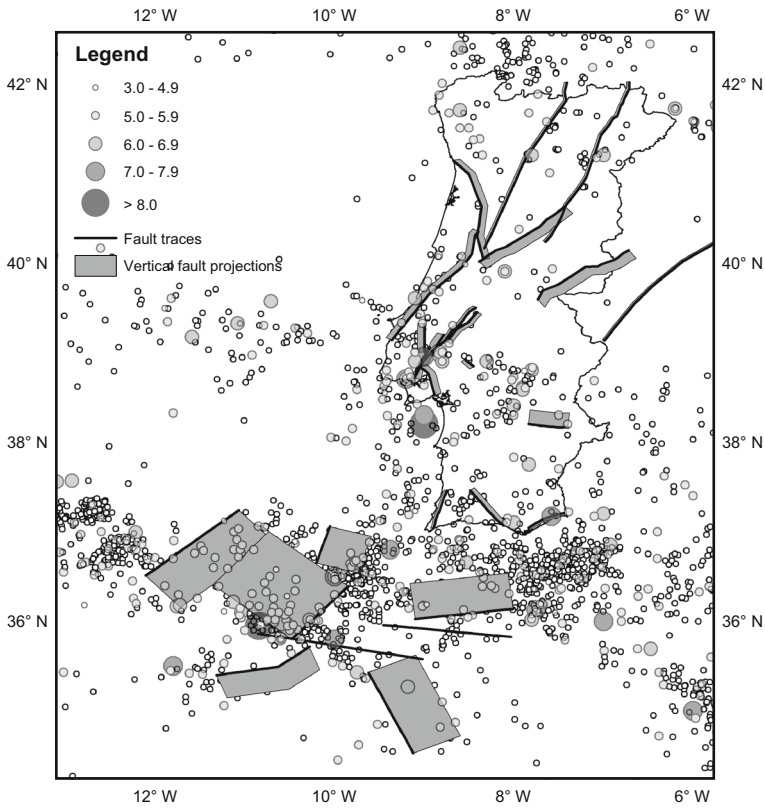 12° W 10° W 8° W 6° W
Legend
42° N 42° N
3.0 - 4.9
5.0 - 5.9
6.0 - 6.9
7.0 - 7.9
> 8.0
Fault traces
40° N 40° N
Vertical fault projections
38° N 38° N
36° N 36° N
12° W 10° W 8° W 6° W